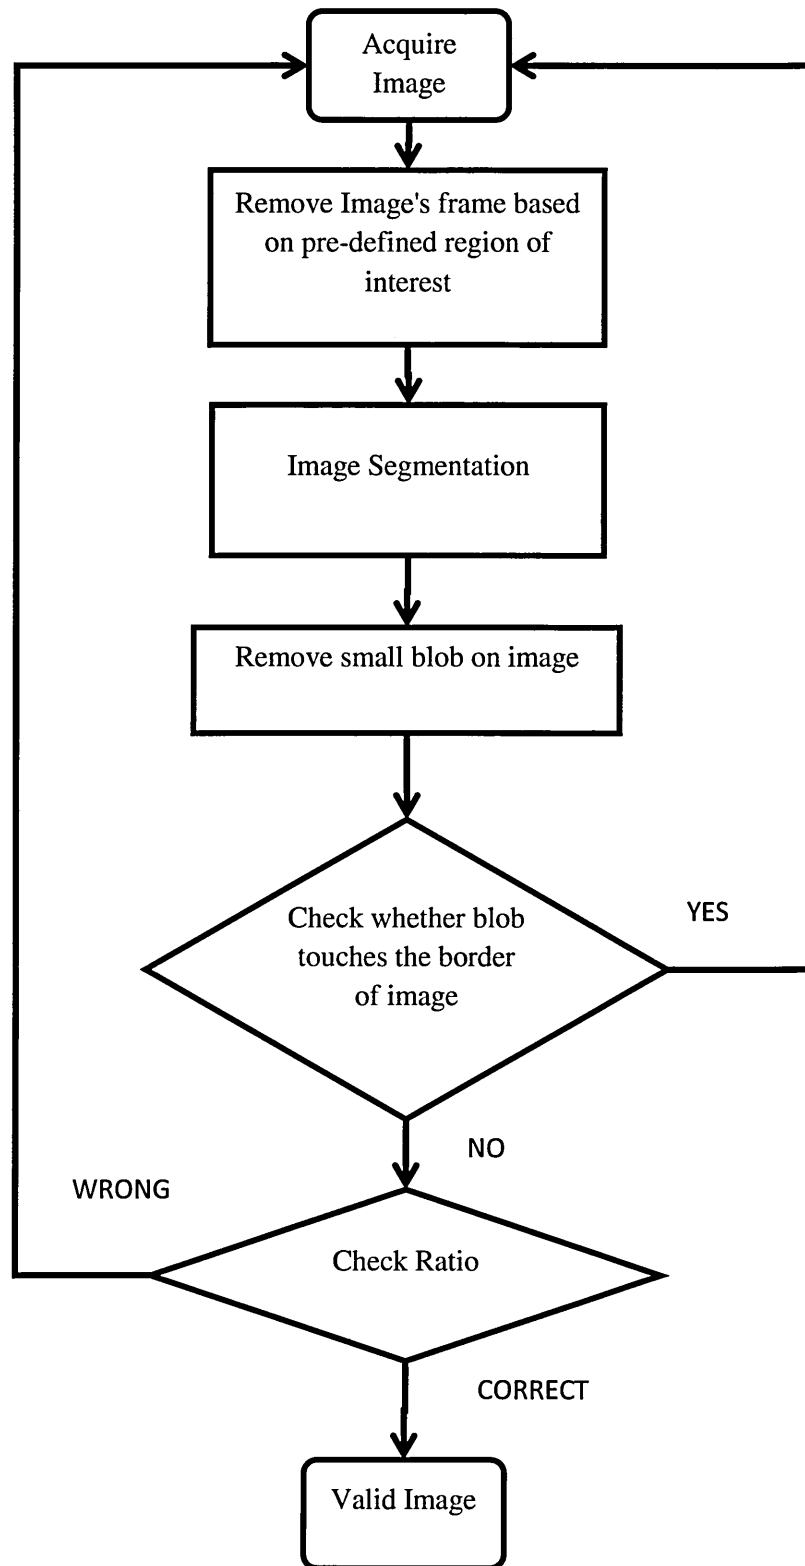 Acquire
Image
Remove Image's frame based
on pre-defined region of
interest
Image Segmentation
Remove small blob on image
Check whether blob
touches the border
of image
YES
NO
WRONG
Check Ratio
CORRECT
Valid Image